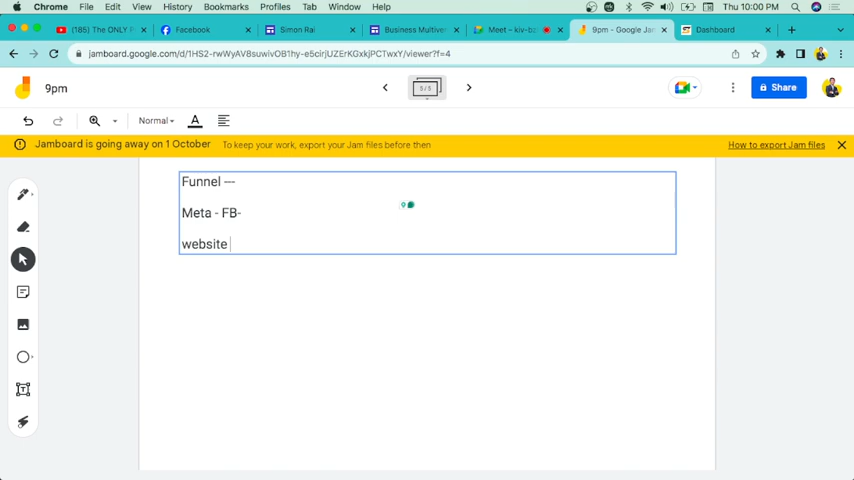 Chrome File Edit View History Bookmarks Profiles Tab Window Help Thu 10:00 PM
(185) The ONLY F Facebook Simon Rai Business Multiver Meet – kiv-bz 9pm - Google Jan Dashboard
jamboard.google.com/d/1HS2-rwWyAV8suwivOB1hy-e5cirjUZErKGxkjPCTwxY/viewer?f=4
9pm 5/5 Share
Normal A
Jamboard is going away on 1 October To keep your work, export your Jam files before then How to export Jam files
Funnel ---
Meta - FB-
website